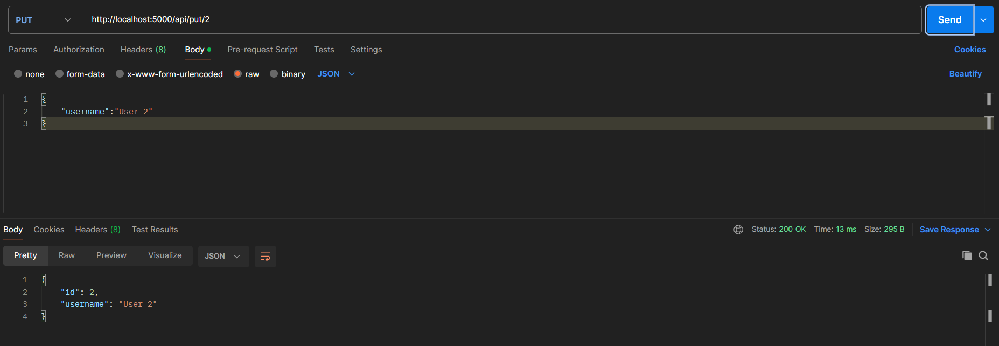 PUT http://localhost:5000/api/put/2 Send
Params Authorization Headers (8) Body Pre-request Script Tests Settings Cookies
none form-data x-www-form-urlencoded raw binary JSON Beautify
1 {
2 "username":"User 2"
3 }
Body Cookies Headers (8) Test Results Status: 200 OK Time: 13 ms Size: 295 B Save Response
Pretty Raw Preview Visualize JSON
1 {
2 "id": 2,
3 "username": "User 2"
4 }